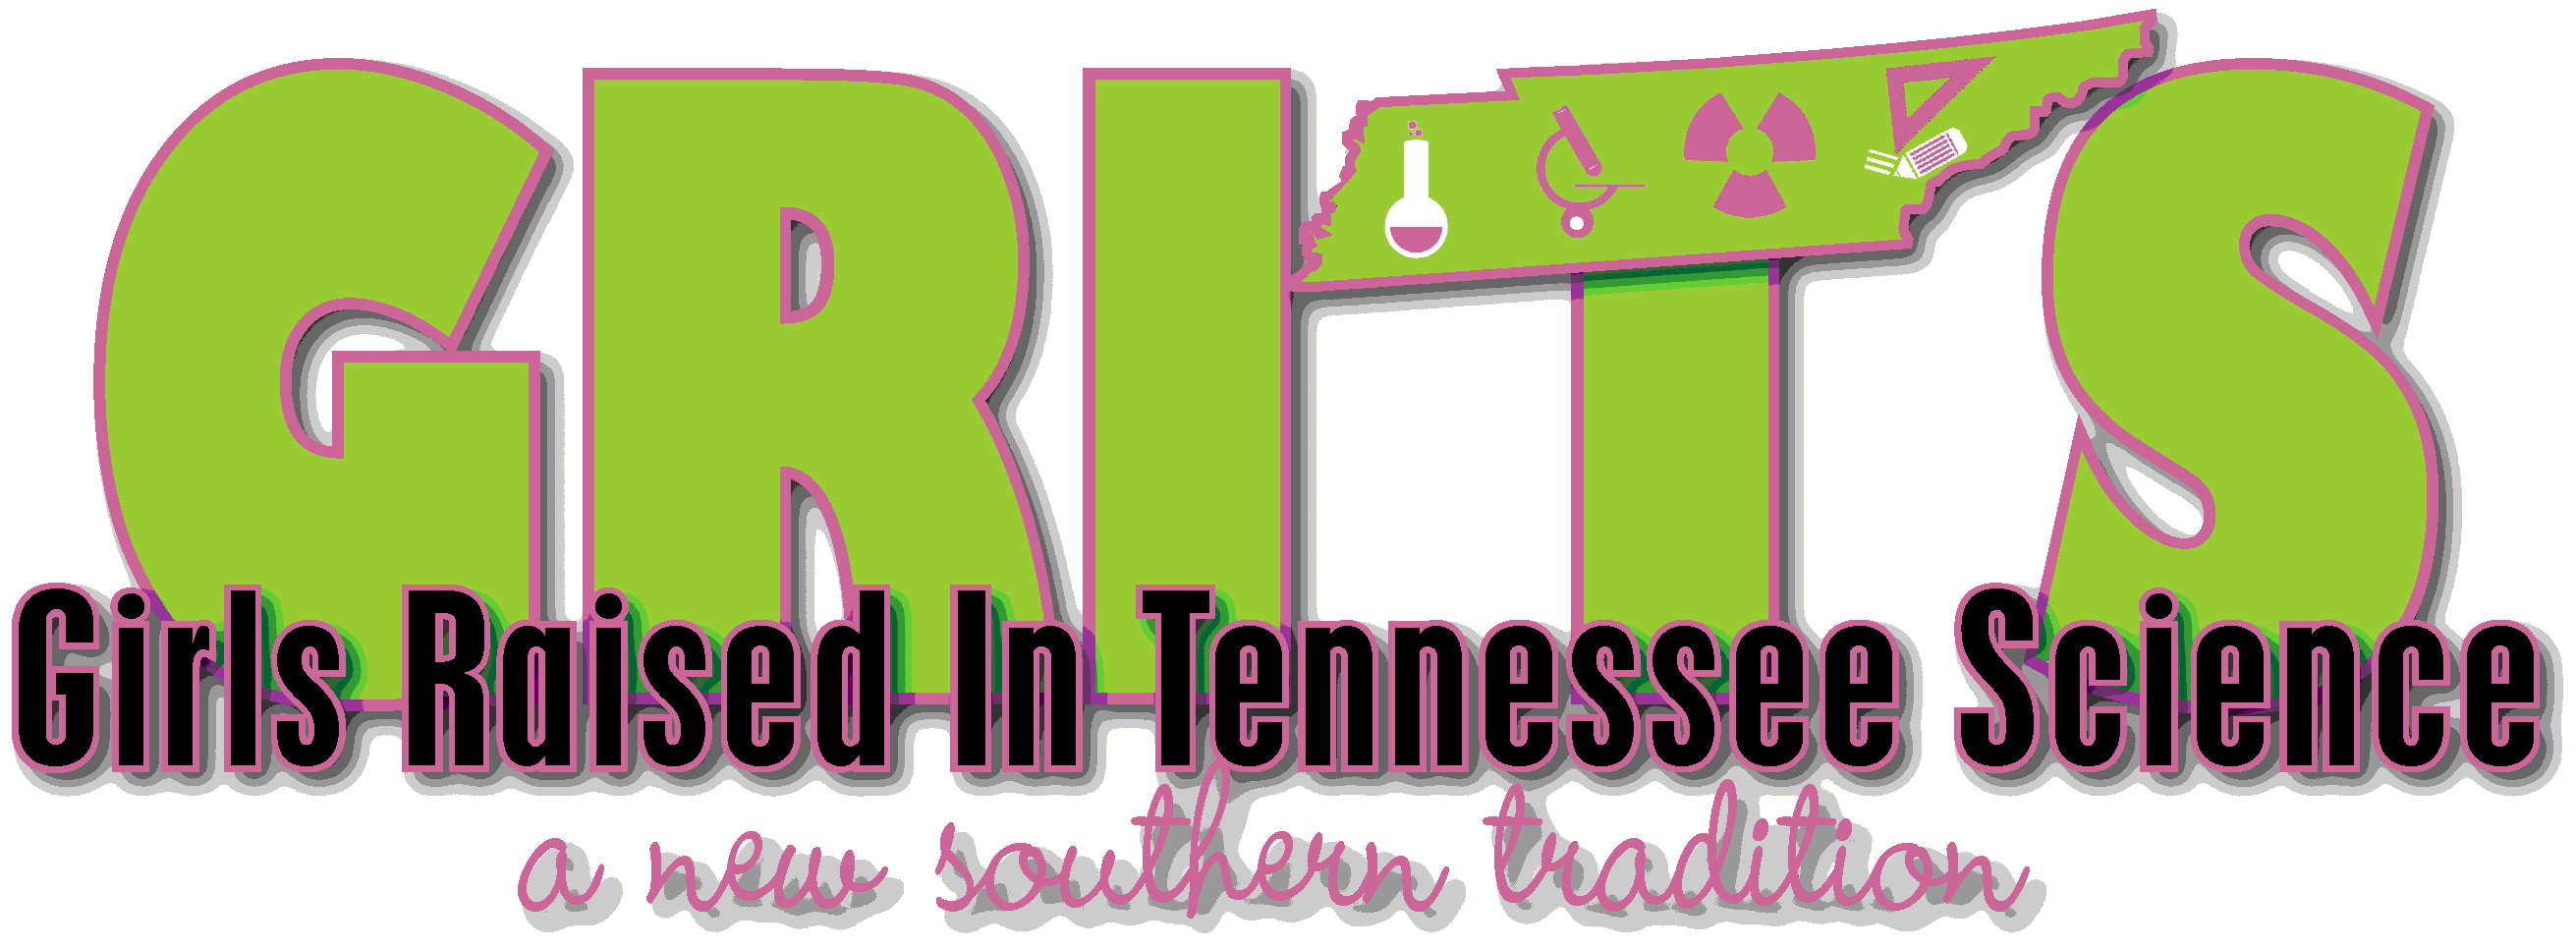 GRITS
Girls Raised In Tennessee Science
a new southern tradition